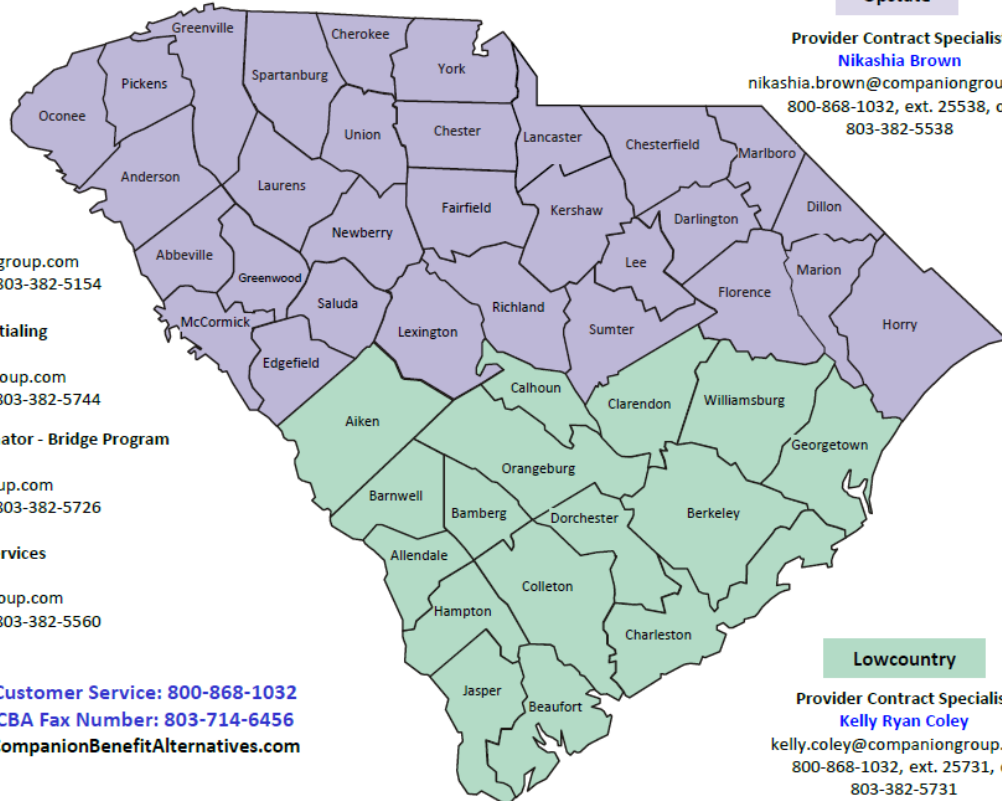 Upstate
Provider Contract Specialist
Nikashia Brown
nikashia.brown@companiongrou
800-868-1032, ext. 25538, o
803-382-5538
Greenville
Cherokee
York
Spartanburg
Pickens
Oconee
Union
Chester
Lancaster
Chesterfield
Marlboro
Anderson
Laurens
Fairfield
Kershaw
Darlington
Dillon
Newberry
Abbeville
Greenwood
Lee
Marion
Florence
Saluda
Richland
McCormick
Lexington
Sumter
Horry
Edgefield
Calhoun
Aiken
Clarendon
Williamsburg
Georgetown
Orangeburg
Barnwell
Bamberg
Dorchester
Berkeley
Allendale
Colleton
Hampton
Charleston
Jasper
Beaufort
group.com
803-382-5154
tialing
oup.com
803-382-5744
ator - Bridge Program
up.com
803-382-5726
rvices
oup.com
803-382-5560
Customer Service: 800-868-1032
CBA Fax Number: 803-714-6456
CompanionBenefitAlternatives.com
Lowcountry
Provider Contract Specialis
Kelly Ryan Coley
kelly.coley@companiongroup.
800-868-1032, ext. 25731,
803-382-5731